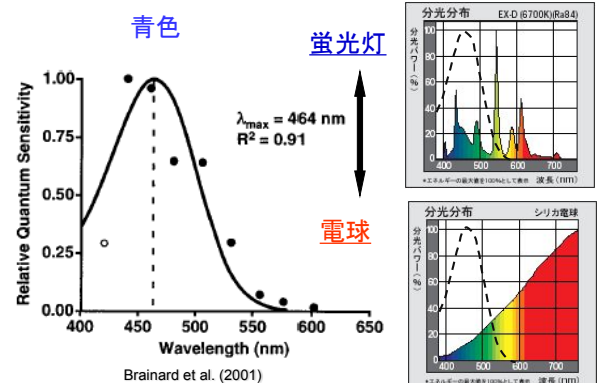 青色
1.00
0.75
0.50
0.25
0.00
Relative Quantum Sensitivity
λmax = 464 nm
R² = 0.91
400 450 500 550 600 650
Wavelength (nm)
Brainard et al. (2001)
蛍光灯
電球
分光分布 EX-D (6700K)(Ra84)
分光パワー(%)
100
80
60
40
20
0
400 500 600 700
*エネルギーの最大値を100%として表示 波長(nm)
分光分布 シリカ電球
分光パワー(%)
100
80
60
40
20
0
400 500 600 700
*エネルギーの最大値を100%として表示 波長(nm)